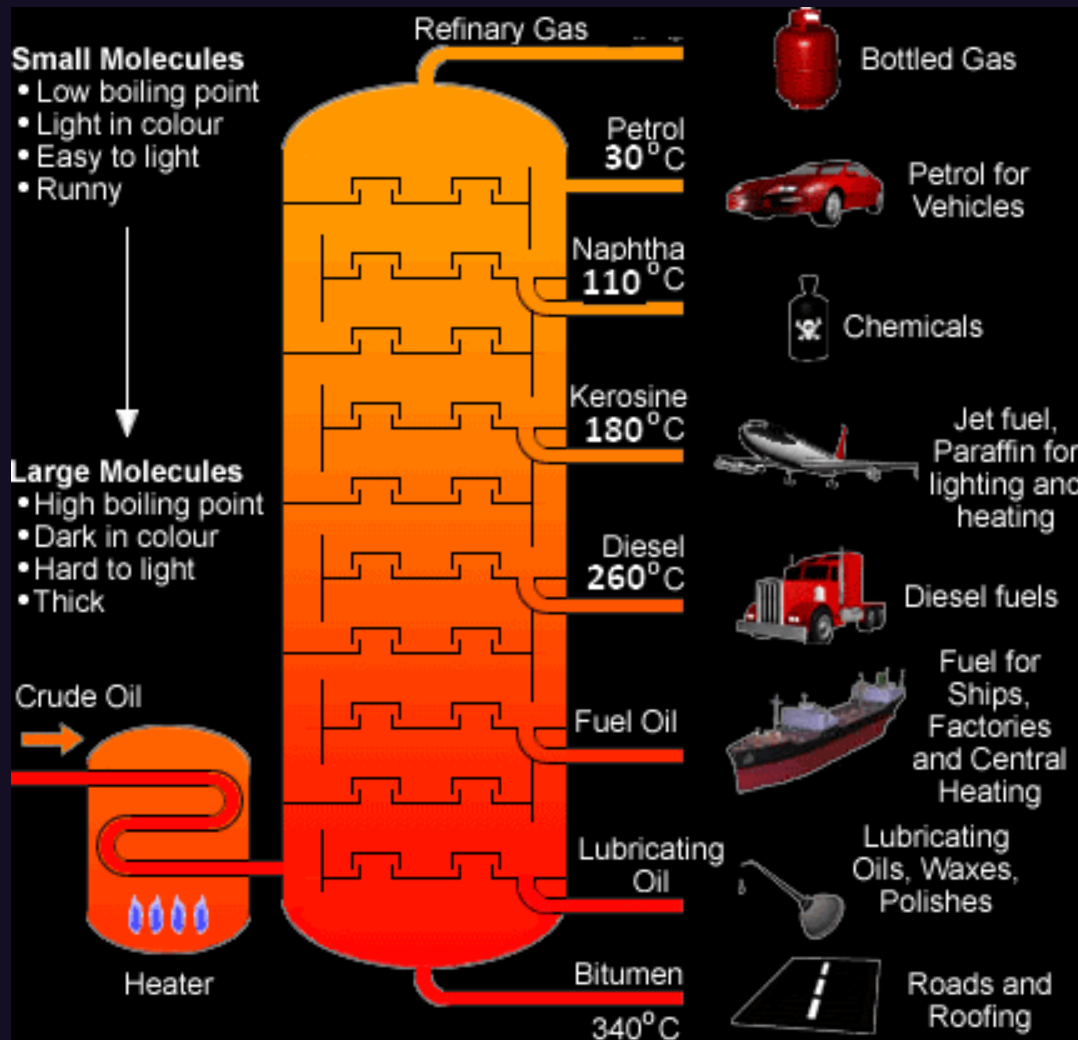 Refinary Gas
Bottled Gas
Small Molecules
• Low boiling point
• Light in colour
• Easy to light
• Runny
Petrol
30°C
Petrol for
Vehicles
Naphtha
110°C
Chemicals
Kerosine
180°C
Jet fuel,
Paraffin for
lighting and
heating
Large Molecules
• High boiling point
• Dark in colour
• Hard to light
• Thick
Diesel
260°C
Diesel fuels
Crude Oil
Fuel Oil
Fuel for
Ships,
Factories
and Central
Heating
Lubricating
Oil
Lubricating
Oils, Waxes,
Polishes
Heater
Bitumen
340°C
Roads and
Roofing